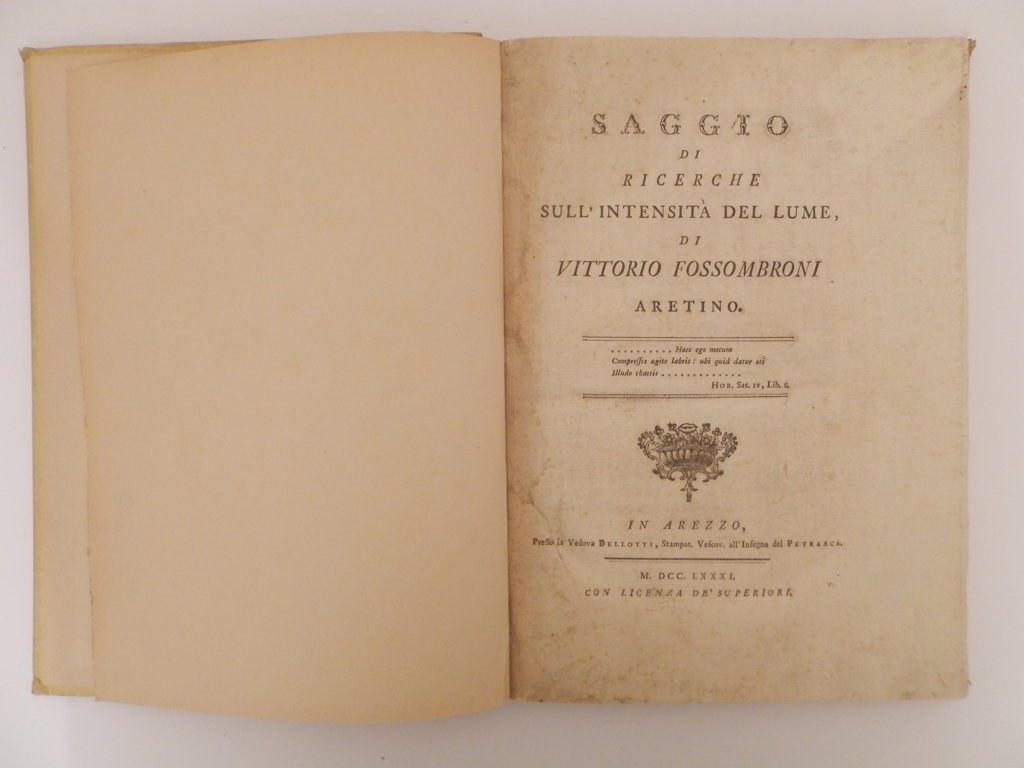 SAGGIO
DI
RICERCHE
SULL' INTENSITÀ DEL LUME,
DI
VITTORIO FOSSOMBRONI
ARETINO.
. . . . . . . . . . Haec ego mecum
Compreſſis agito labris: ubi quid datur otî
Illudo chartis . . . . . . . . . . . . .
HOR. Sat. IV, Lib. I.
IN AREZZO,
Preſſo la Vedova BELLOTTI, Stampat. Veſcov. all'Inſegna del PETRARCA.
M. DCC. LXXXI.
CON LICENZA DE' SUPERIORI.